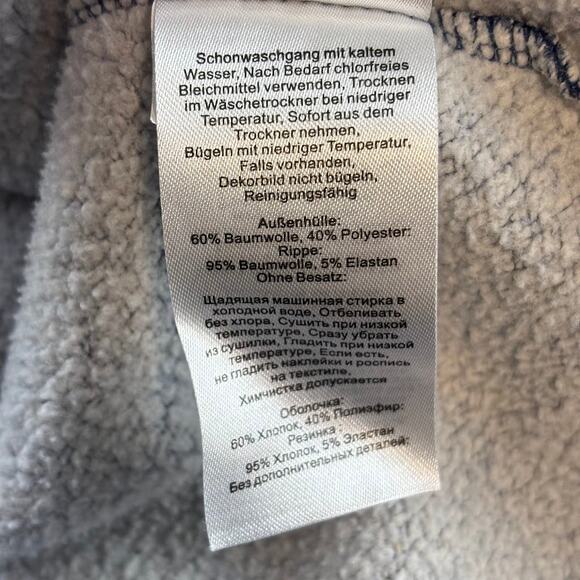 Schonwaschgang mit kaltem
Wasser, Nach Bedarf chlorfreies
Bleichmittel verwenden, Trocknen
im Wäschetrockner bei niedriger
Temperatur, Sofort aus dem
Trockner nehmen,
Bügeln mit niedriger Temperatur,
Falls vorhanden,
Dekorbild nicht bügeln,
Reinigungsfähig
Außenhülle:
60% Baumwolle, 40% Polyester:
Rippe:
95% Baumwolle, 5% Elastan
Ohne Besatz:
Щадящая машинная стирка в
холодной воде, Отбеливать
без хлора, Сушить при низкой
температуре, Сразу убрать
из сушилки, Гладить при низкой
температуре, Если есть,
не гладить наклейки и роспись
на текстиле,
Химчистка допускается
Оболочка:
60% Хлопок, 40% Полиэфир:
Резинка :
95% Хлопок, 5% Эластан
Без дополнительных деталей: